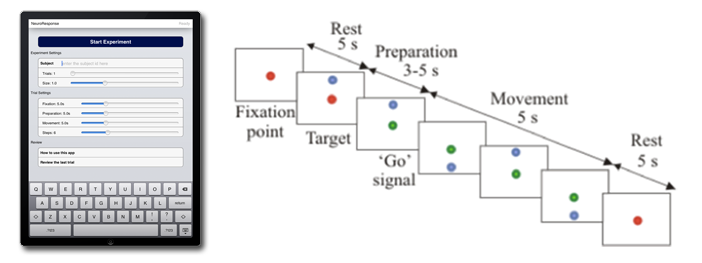 NeuroResponse
Start Experiment
Experiment Settings
Subject
Enter the subject id here
Trials: 1
Size: 1.0
Trial Settings
Fixation: 5.0s
Preparation: 5.0s
Movement: 5.0s
Steps: 6
Review
How to use this app
Review the last trial
Q W E R T Y U I O P
A S D F G H J K L return
Z X C V B N M ! ?
.?123 .?123
Rest
5 s
Preparation
3-5 s
Movement
5 s
Rest
5 s
Fixation
point
Target
‘Go’
signal